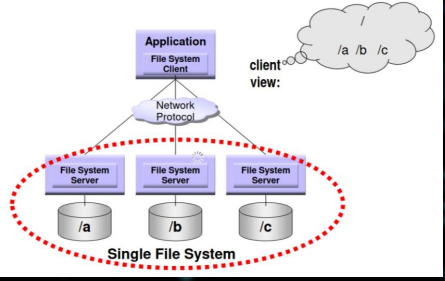 /
/a /b /c
client
view:
Application
File System
Client
Network
Protocol
File System
Server
File System
Server
File System
Server
/a
/b
/c
Single File System